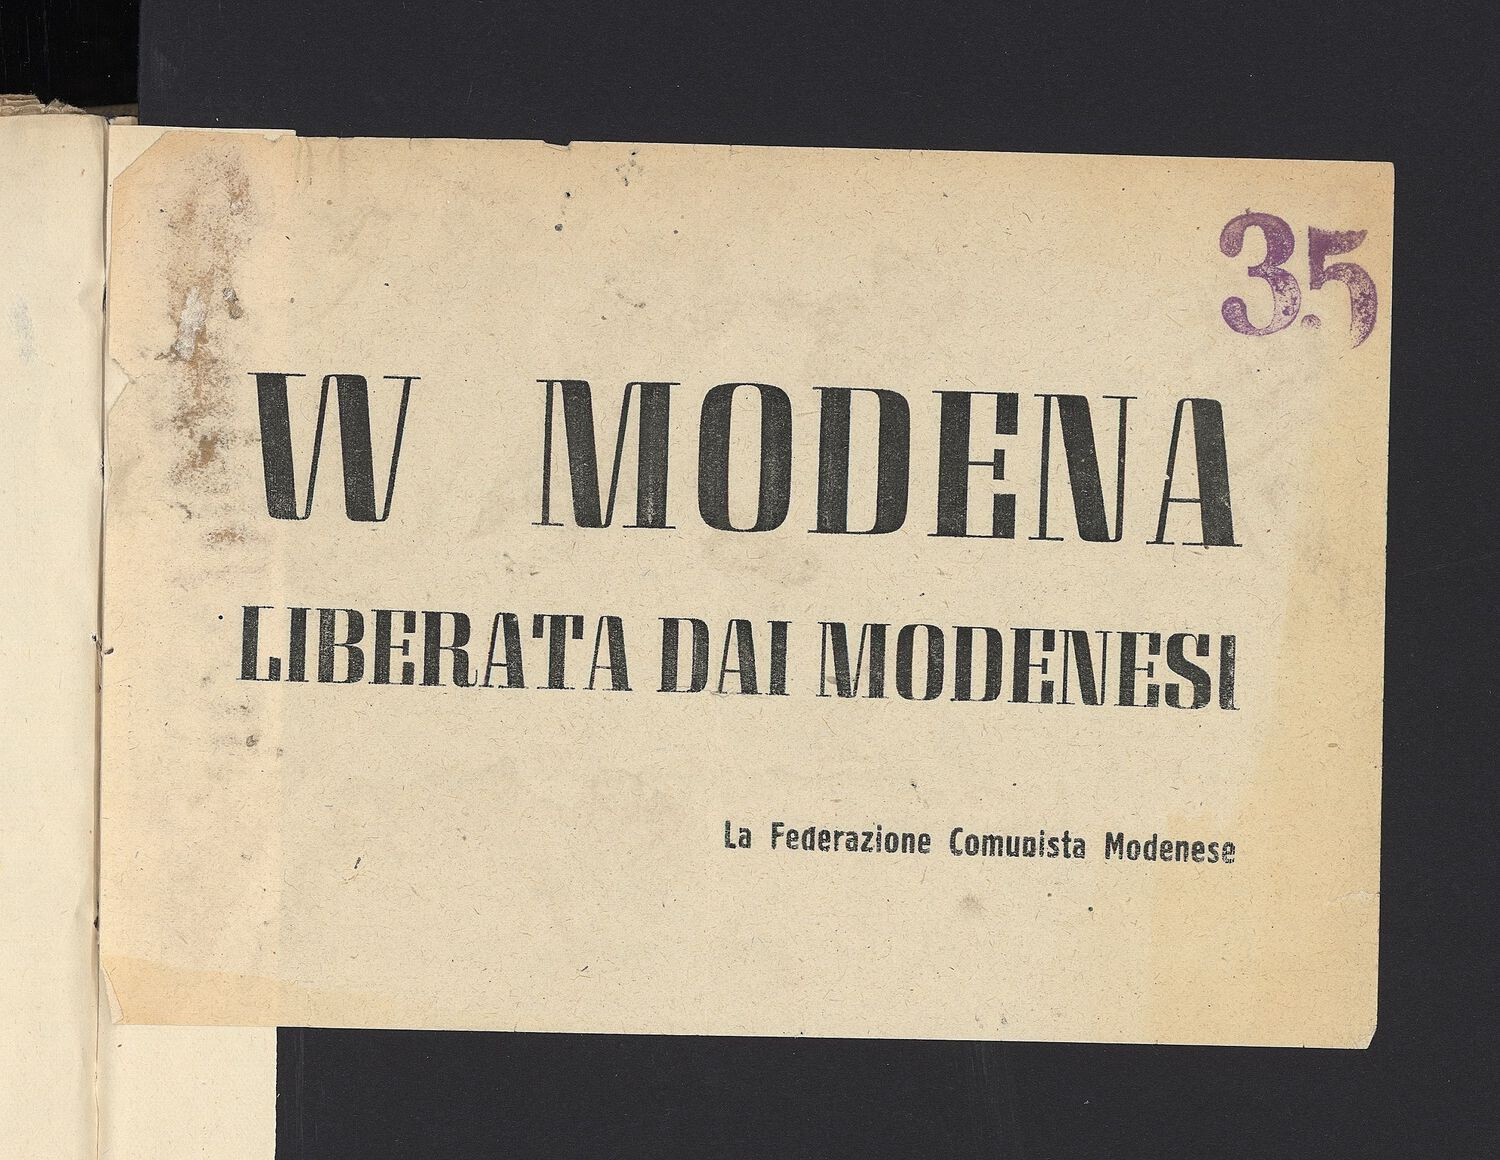 35
W MODENA
LIBERATA DAI MODENESI
La Federazione Comunista Modenese